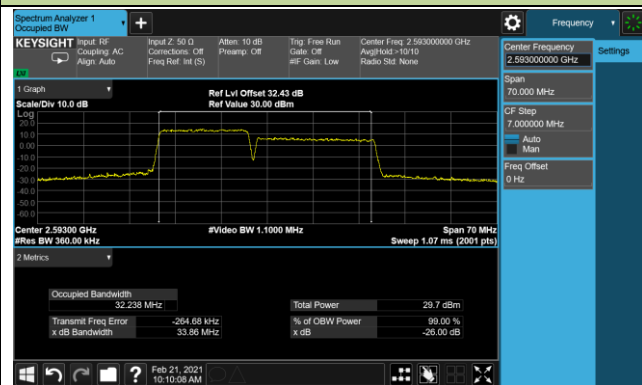 Spectrum Analyzer 1
Occupied BW
Frequency
KEYSIGHT
Input: RF
Coupling: AC
Align: Auto
Input Z: 50 Ω
Corrections: Off
Freq Ref: Int (S)
Atten: 10 dB
Preamp: Off
Trig: Free Run
Gate: Off
#IF Gain: Low
Center Freq: 2.593000000 GHz
Avg|Hold:>10/10
Radio Std: None
Center Frequency
2.593000000 GHz
Settings
Span
70.000 MHz
CF Step
7.000000 MHz
Auto
Man
Freq Offset
0 Hz
LXI
1 Graph
Scale/Div 10.0 dB
Ref Lvl Offset 32.43 dB
Ref Value 30.00 dBm
Log
20.0
10.0
0.00
-10.0
-20.0
-30.0
-40.0
-50.0
-60.0
Center 2.59300 GHz
#Res BW 360.00 kHz
#Video BW 1.1000 MHz
Span 70 MHz
Sweep 1.07 ms (2001 pts)
2 Metrics
Occupied Bandwidth
32.238 MHz
Transmit Freq Error -264.68 kHz
x dB Bandwidth 33.86 MHz
Total Power 29.7 dBm
% of OBW Power 99.00 %
x dB -26.00 dB
?
Feb 21, 2021
10:10:08 AM